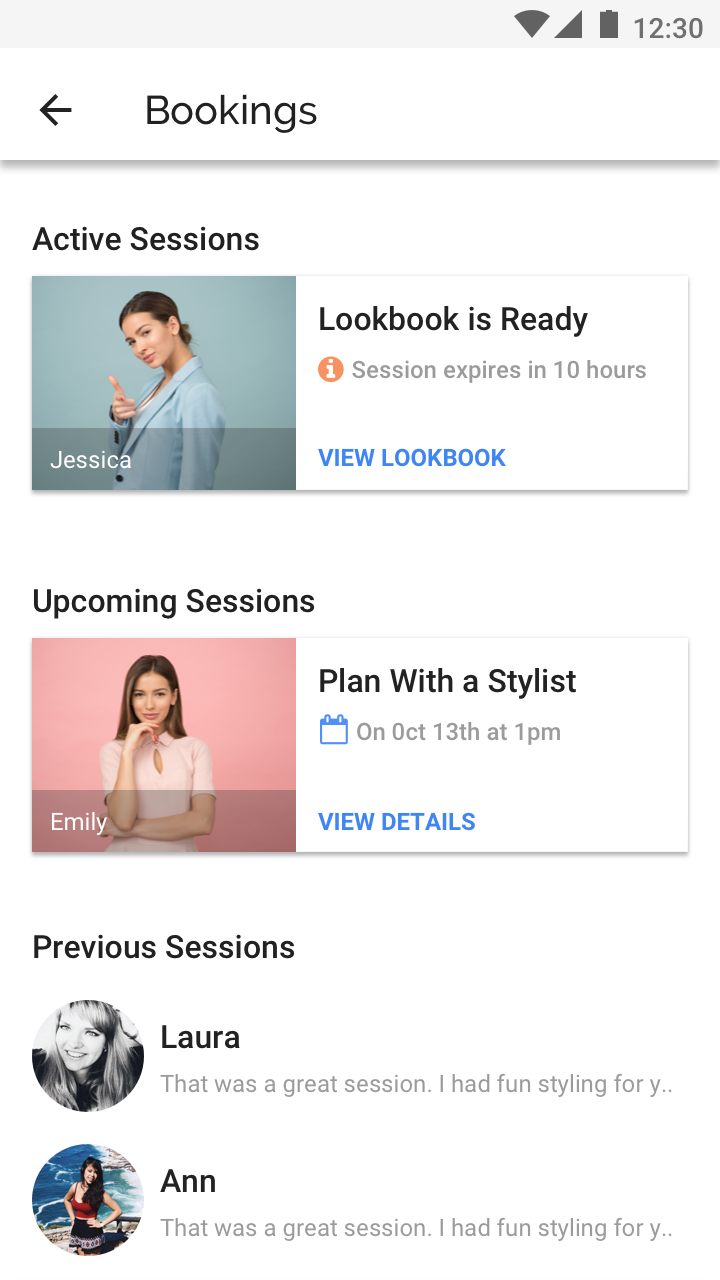 12:30
Bookings
Active Sessions
Lookbook is Ready
Session expires in 10 hours
Jessica
VIEW LOOKBOOK
Upcoming Sessions
Plan With a Stylist
On 0ct 13th at 1pm
Emily
VIEW DETAILS
Previous Sessions
Laura
That was a great session. I had fun styling for y..
Ann
That was a great session. I had fun styling for y..